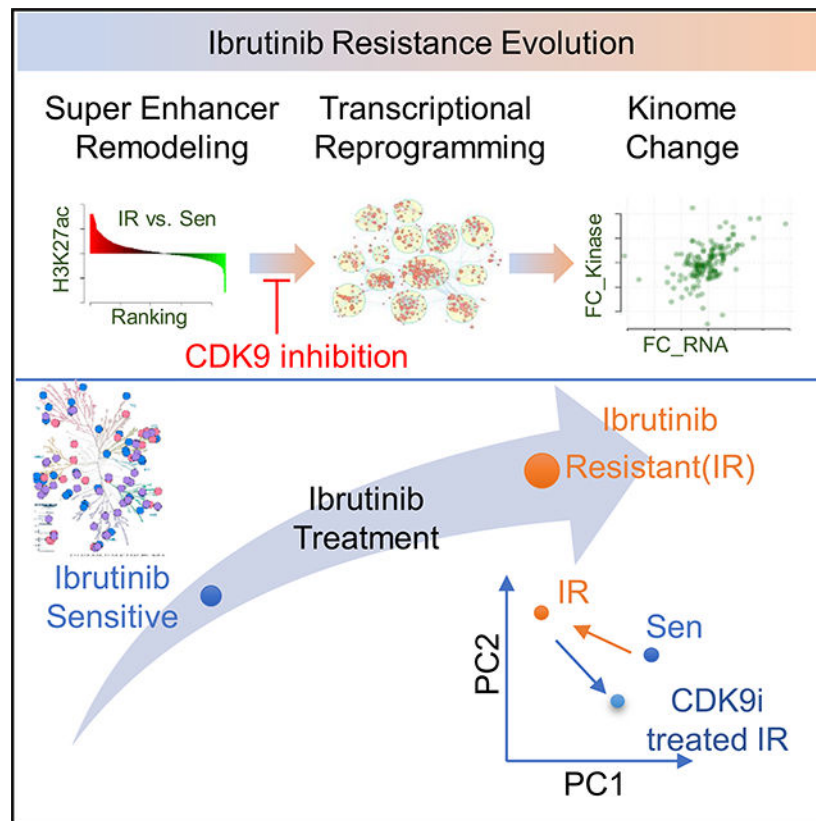 Ibrutinib Resistance Evolution
Super Enhancer
Remodeling
Transcriptional
Reprogramming
Kinome
Change
H3K27ac
IR vs. Sen
Ranking
FC_Kinase
FC_RNA
CDK9 inhibition
Ibrutinib
Resistant(IR)
Ibrutinib
Treatment
Ibrutinib
Sensitive
IR
Sen
PC2
CDK9i
treated IR
PC1